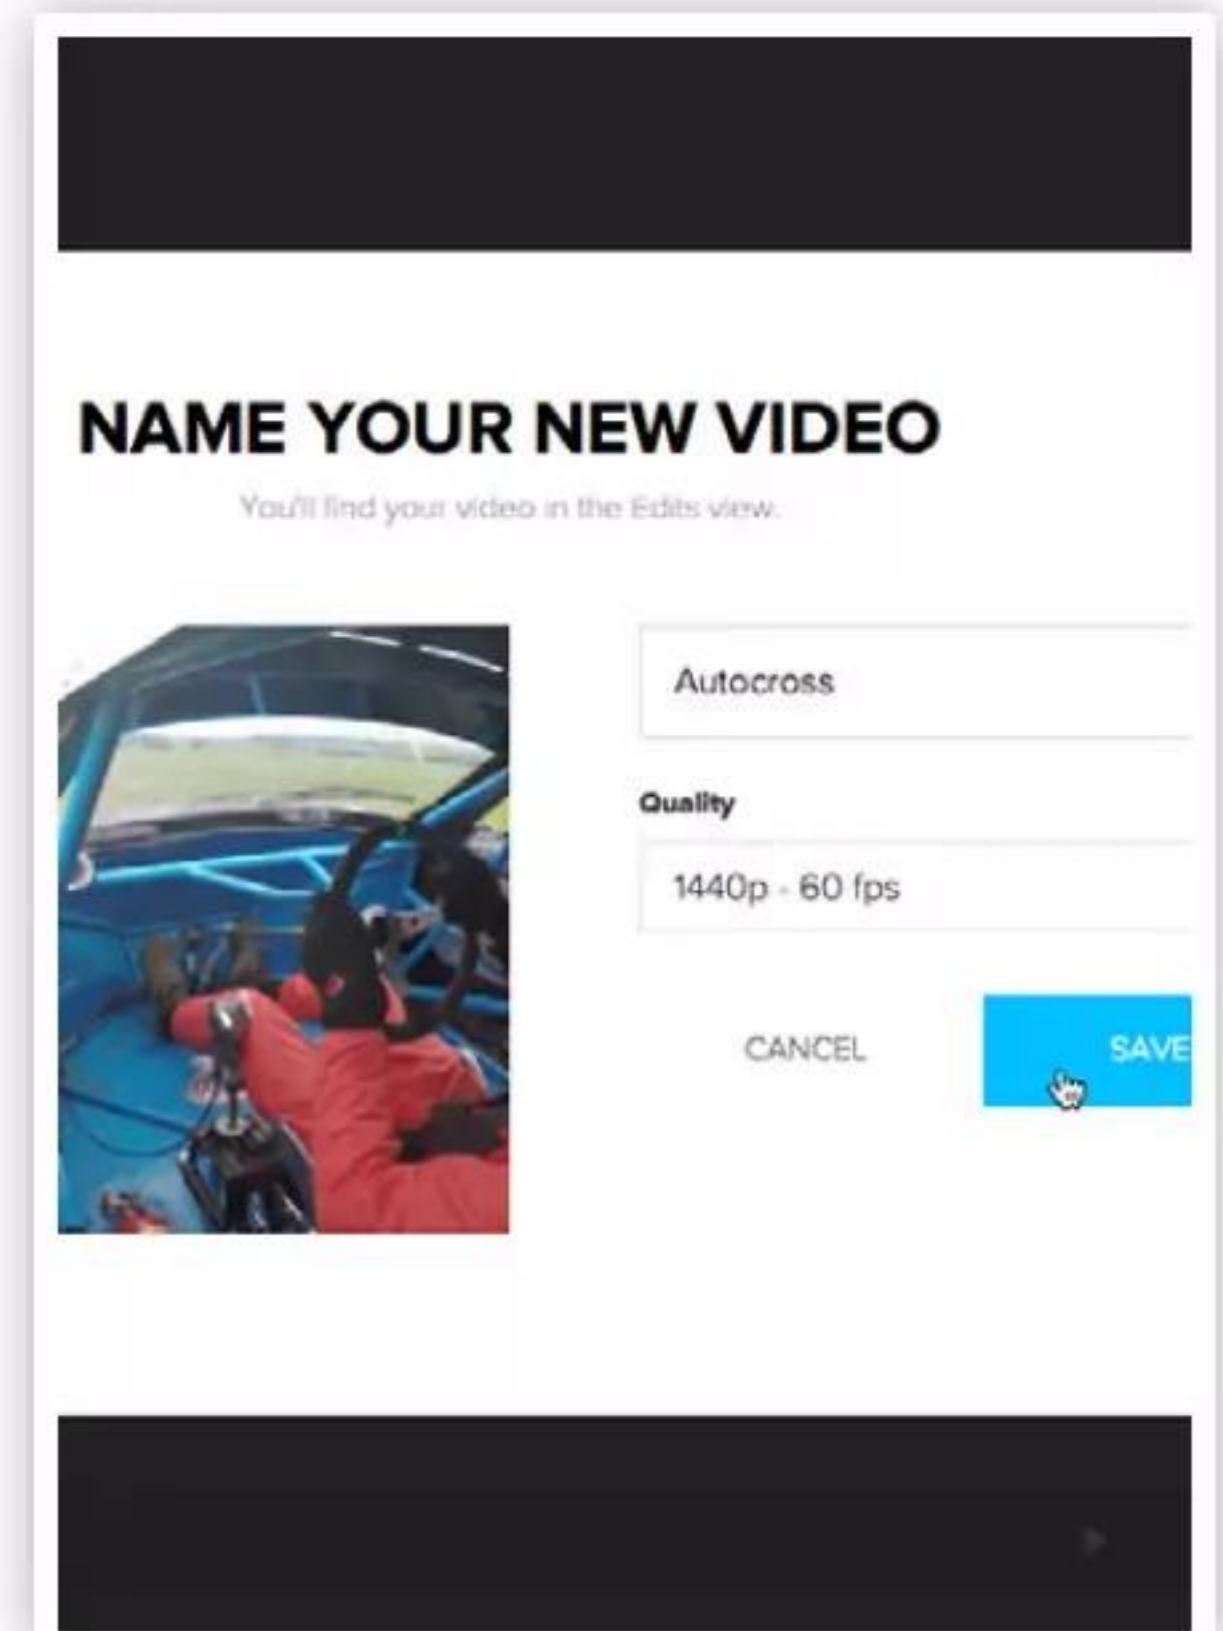 NAME YOUR NEW VIDEO
You'll find your video in the Edits view.
Autocross
Quality
1440p - 60 fps
CANCEL
SAVE